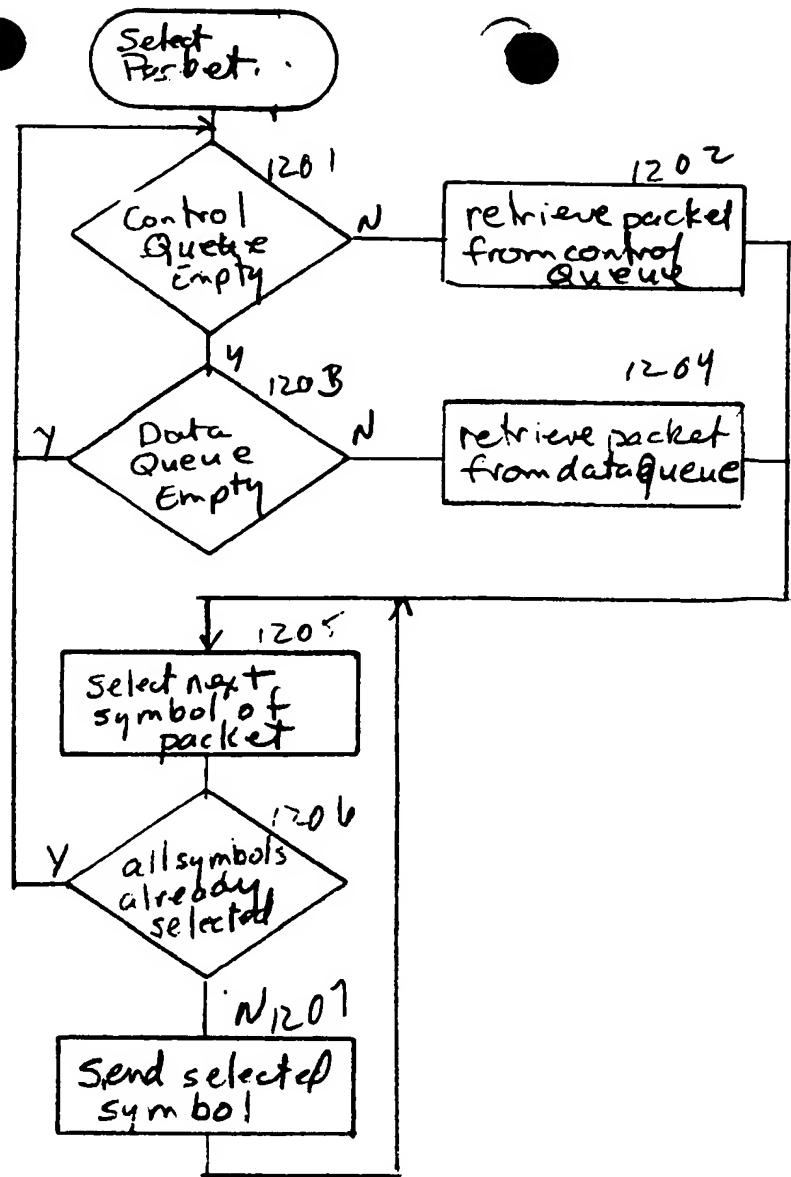 Select
Packet.
1201
Control
Queue
Empty
N
1202
retrieve packet
from control
Queue
Y
1203
Data
Queue
Empty
Y
N
1204
retrieve packet
from data Queue
1205
select next
symbol of
packet
1206
all symbols
already
selected
Y
N
1207
Send selected
symbol